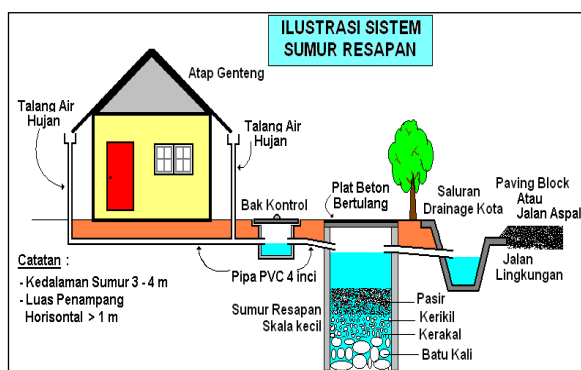 ILUSTRASI SISTEM
SUMUR RESAPAN
Atap Genteng
Talang Air
Hujan
Talang Air
Hujan
Bak Kontrol
Plat Beton
Bertulang
Saluran
Drainage Kota
Paving Block
Atau
Jalan Aspal
Jalan
Lingkungan
Pipa PVC 4 inci
Catatan :
- Kedalaman Sumur 3 - 4 m
- Luas Penampang
Horisontal > 1 m
Sumur Resapan
Skala kecil
Pasir
Kerikil
Kerakal
Batu Kali